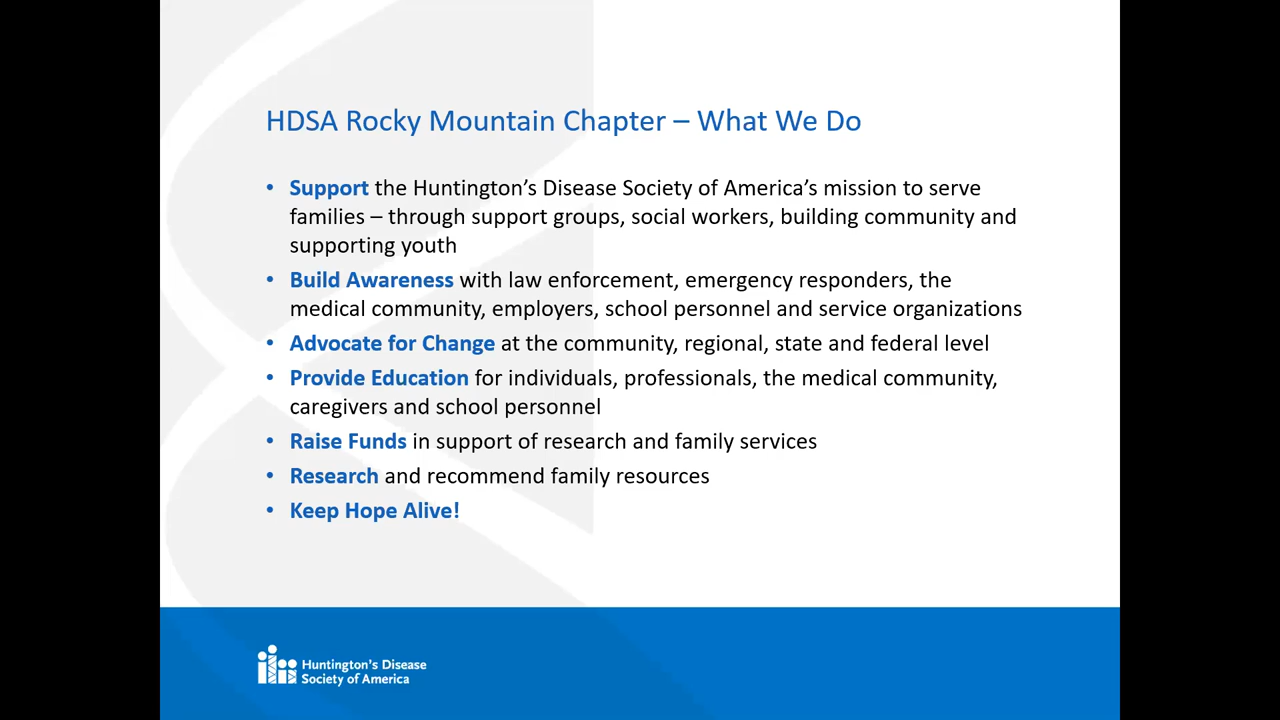 HDSA Rocky Mountain Chapter – What We Do
• Support the Huntington’s Disease Society of America’s mission to serve
families – through support groups, social workers, building community and
supporting youth
• Build Awareness with law enforcement, emergency responders, the
medical community, employers, school personnel and service organizations
• Advocate for Change at the community, regional, state and federal level
• Provide Education for individuals, professionals, the medical community,
caregivers and school personnel
• Raise Funds in support of research and family services
• Research and recommend family resources
• Keep Hope Alive!
Huntington's Disease
Society of America